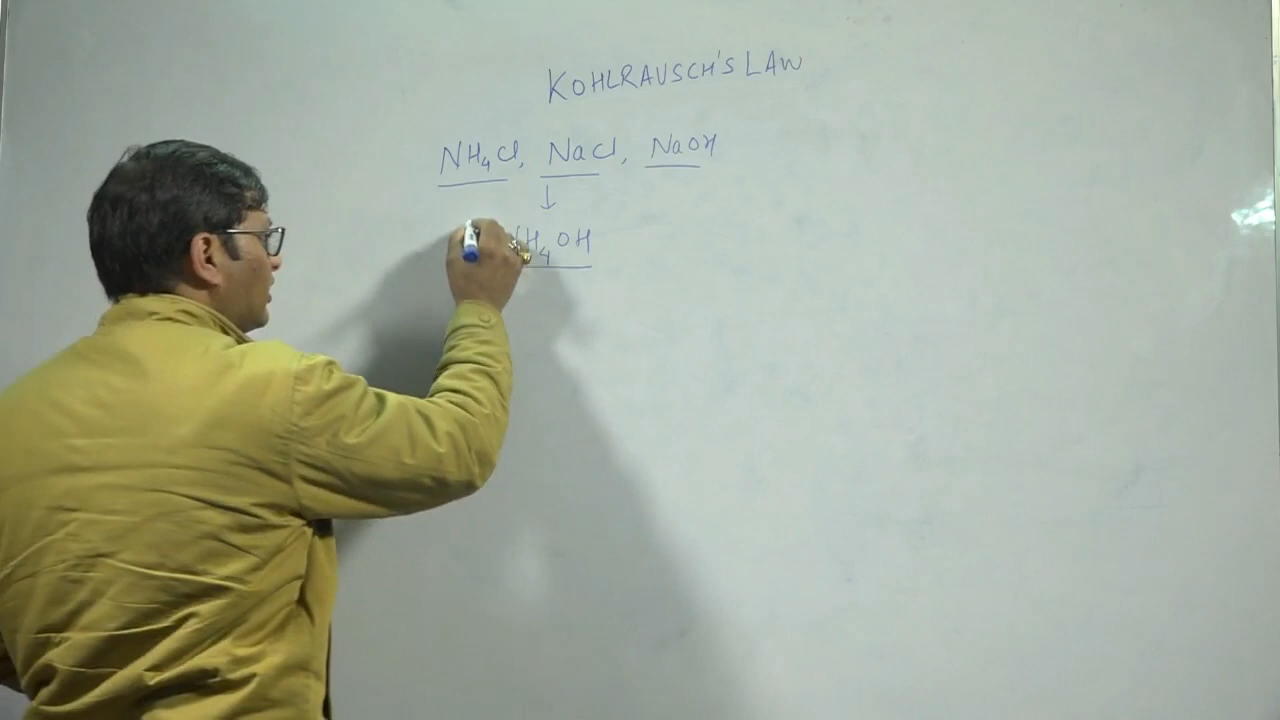 KOHLRAUSCH'S LAW
NH₄Cl, NaCl, NaOH
↓
H₄OH